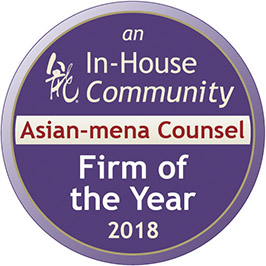 an
In-House
Community
Asian-mena Counsel
Firm of
the Year
2018